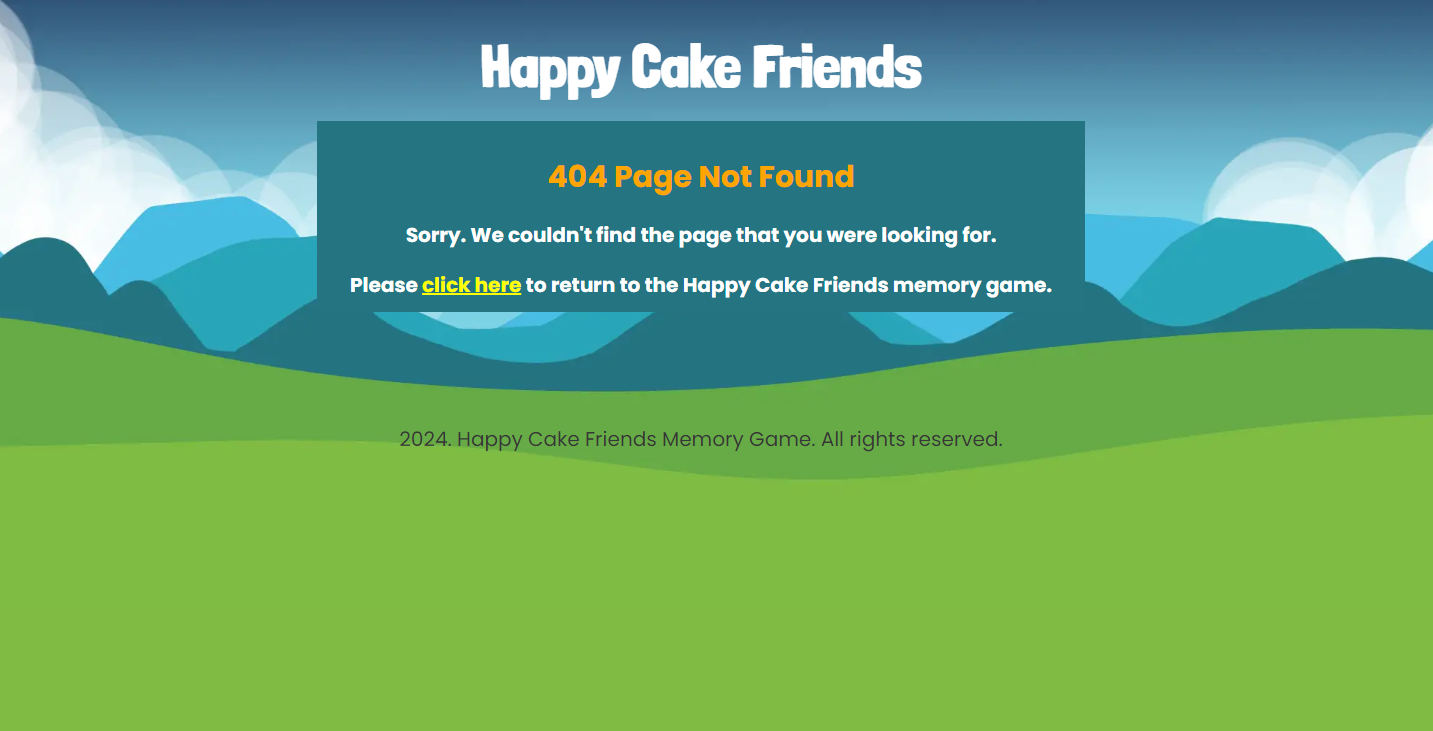 Happy Cake Friends
404 Page Not Found
Sorry. We couldn't find the page that you were looking for.
Please click here to return to the Happy Cake Friends memory game.
2024. Happy Cake Friends Memory Game. All rights reserved.